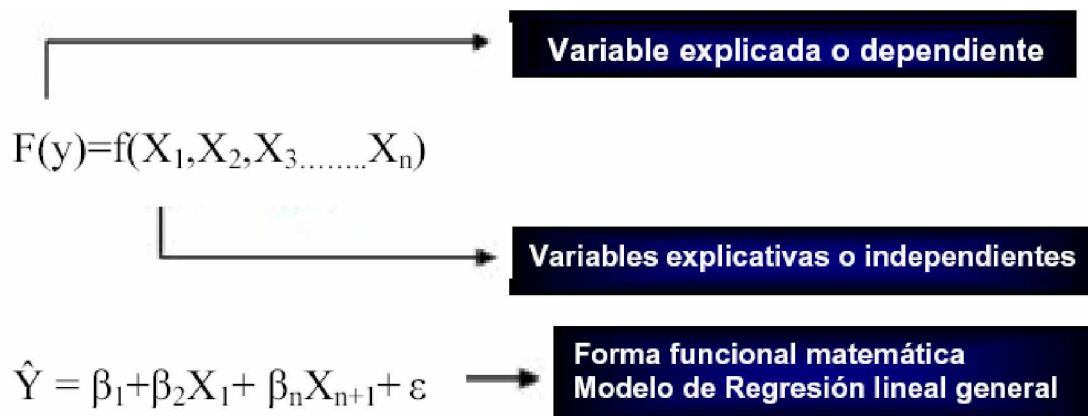 Variable explicada o dependiente
F(y)=f(X₁,X₂,X₃........Xₙ)
Variables explicativas o independientes
Ŷ = β₁+β₂X₁+ βₙXₙ₊₁+ ε
Forma funcional matemática
Modelo de Regresión lineal general